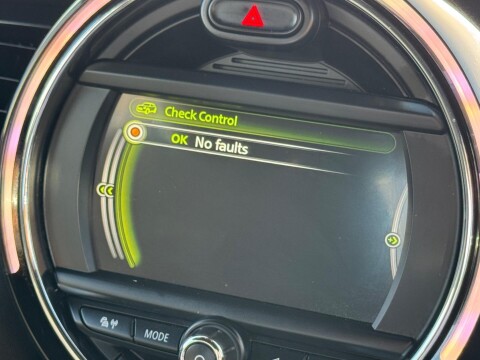 Check Control
OK No faults
MODE